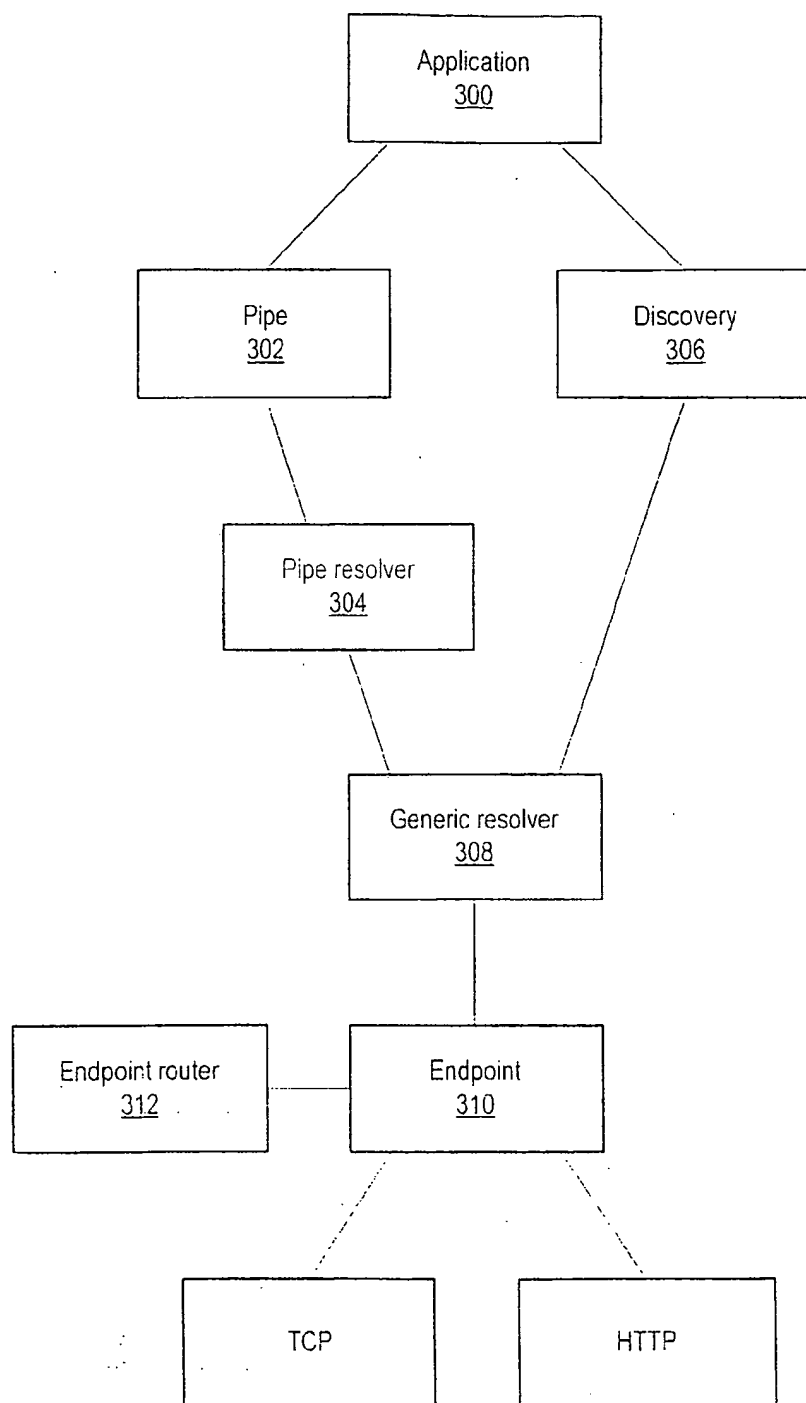 Application
300
Pipe
302
Discovery
306
Pipe resolver
304
Generic resolver
308
Endpoint router
312
Endpoint
310
TCP
HTTP